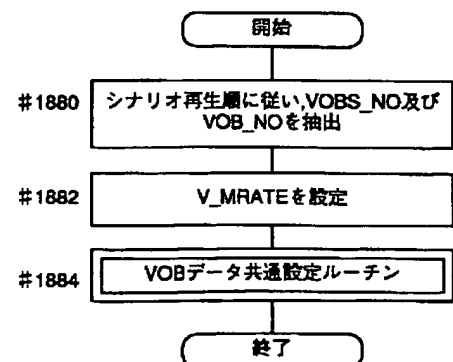 開始
#1880
シナリオ再生順に従い,VOBS_NO及び
VOB_NOを抽出
#1882
V_MRATEを設定
#1884
VOBデータ共通設定ルーチン
終了